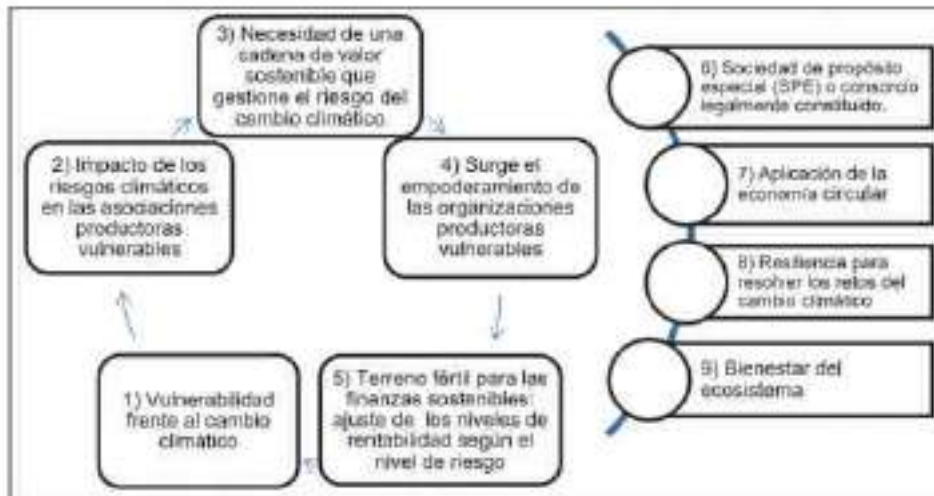 3) Necesidad de una
cadena de valor
sostenible que
gestione el riesgo del
cambio climático
2) Impacto de los
riesgos climáticos
en las asociaciones
productoras
vulnerables
4) Surge el
empoderamiento de
las organizaciones
productoras
vulnerables
1) Vulnerabilidad
frente al cambio
climático
5) Terreno fértil para las
finanzas sostenibles:
ajuste de los niveles de
rentabilidad según el
nivel de riesgo
6) Sociedad de propósito
especial (SPE) o consorcio
legalmente constituido.
7) Aplicación de la
economía circular
8) Resiliencia para
resolver los retos del
cambio climático
9) Bienestar del
ecosistema